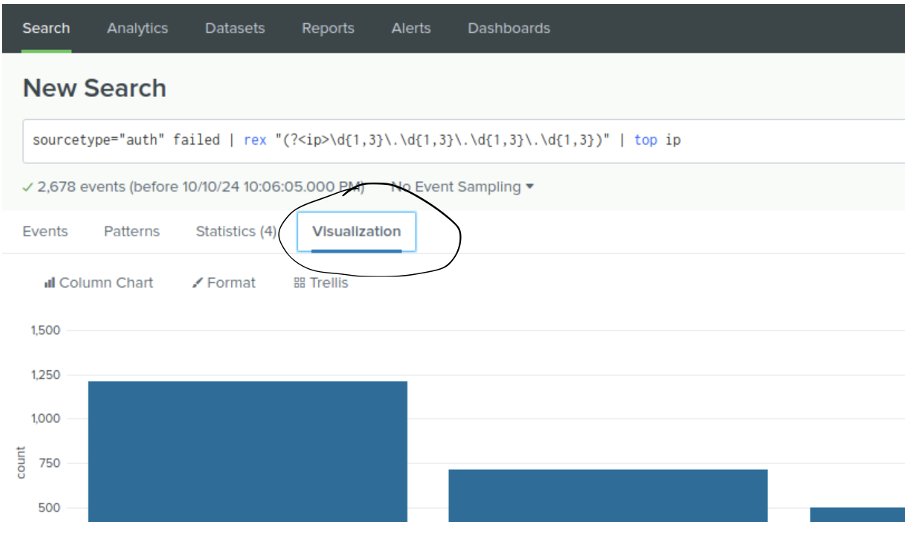 Search Analytics Datasets Reports Alerts Dashboards
New Search
sourcetype="auth" failed | rex "(?<ip>\d{1,3}\.\d{1,3}\.\d{1,3}\.\d{1,3})" | top ip
2,678 events (before 10/10/24 10:06:05.000 PM) No Event Sampling
Events Patterns Statistics (4) Visualization
Column Chart Format Trellis
1,500
1,250
1,000
750
500
count